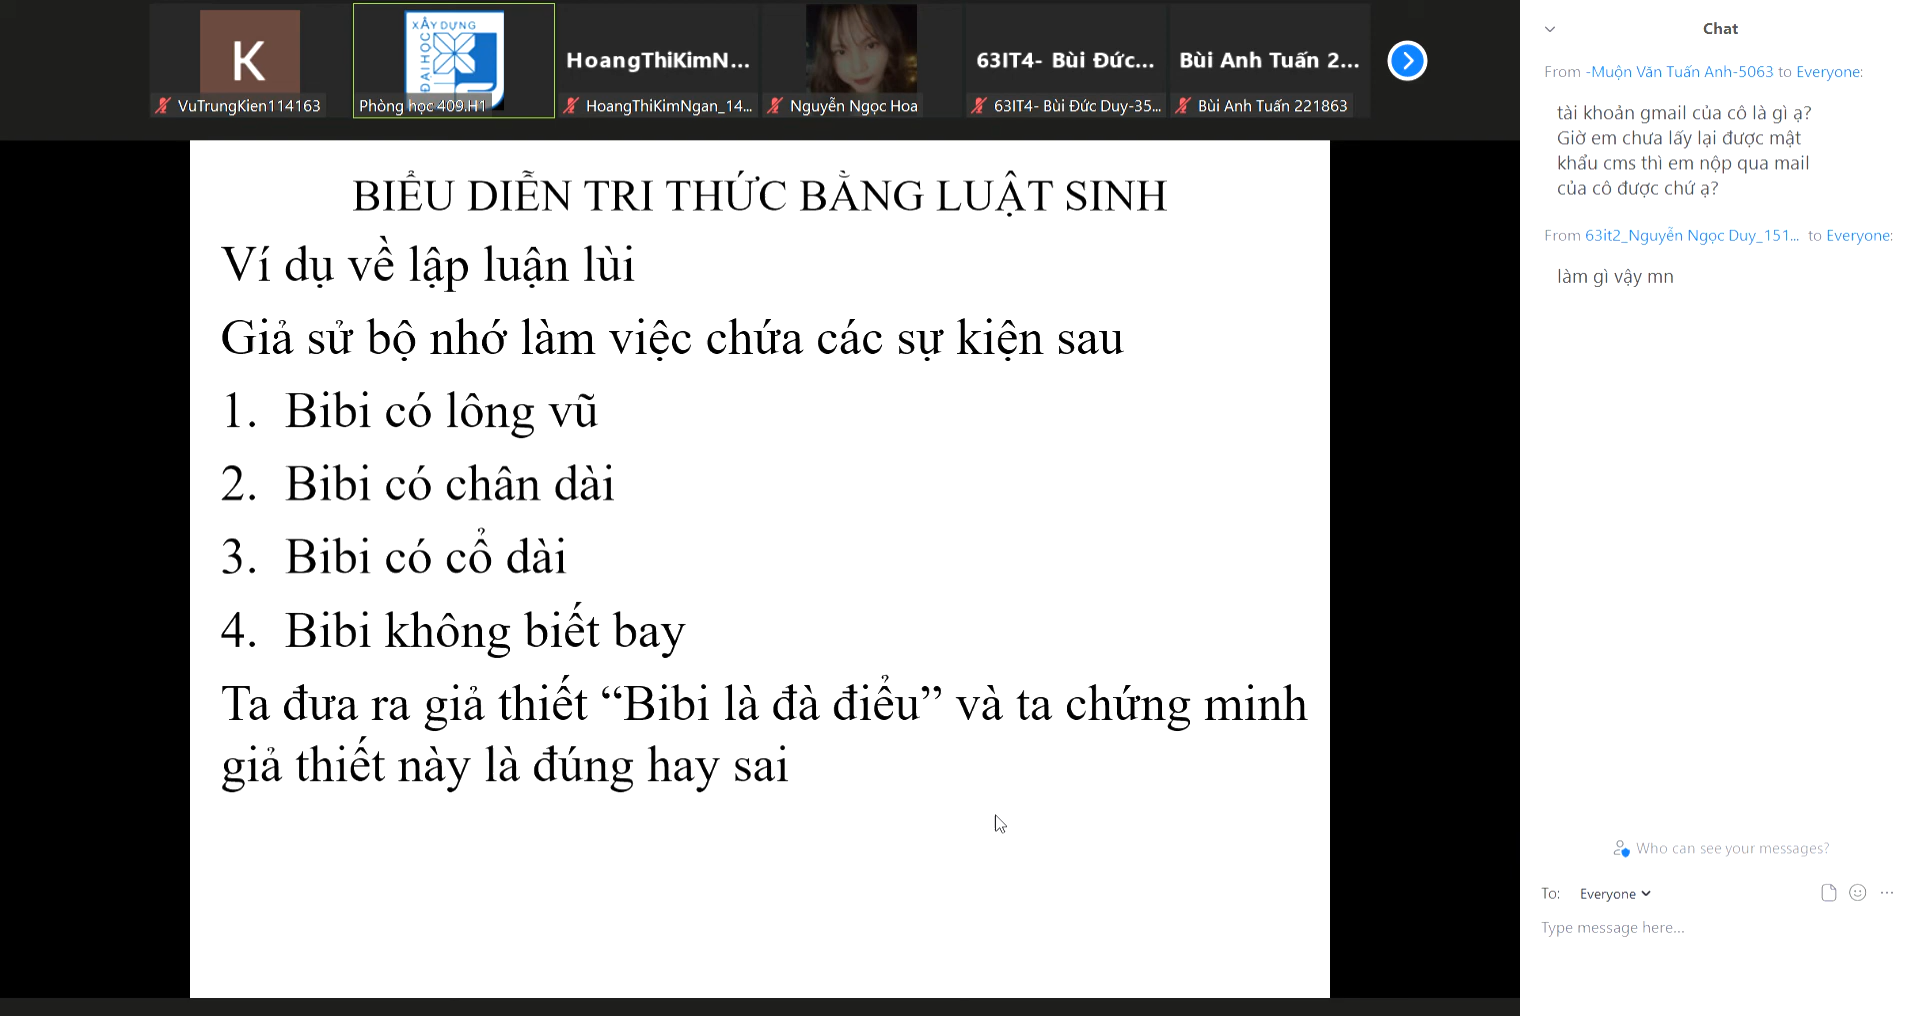 K
XÂY DỰNG
ĐẠI HỌC
HoangThiKimN...
63IT4- Bùi Đức...
Bùi Anh Tuấn 2...
VuTrungKien114163
Phòng học 409.H1
HoangThiKimNgan_14...
Nguyễn Ngọc Hoa
63IT4- Bùi Đức Duy-35...
Bùi Anh Tuấn 221863
BIỂU DIỄN TRI THỨC BẰNG LUẬT SINH
Ví dụ về lập luận lùi
Giả sử bộ nhớ làm việc chứa các sự kiện sau
1. Bibi có lông vũ
2. Bibi có chân dài
3. Bibi có cổ dài
4. Bibi không biết bay
Ta đưa ra giả thiết “Bibi là đà điểu” và ta chứng minh
giả thiết này là đúng hay sai
Chat
From -Muộn Văn Tuấn Anh-5063 to Everyone:
tài khoản gmail của cô là gì ạ?
Giờ em chưa lấy lại được mật
khẩu cms thì em nộp qua mail
của cô được chứ ạ?
From 63it2_Nguyễn Ngọc Duy_151... to Everyone:
làm gì vậy mn
Who can see your messages?
To: Everyone
Type message here...